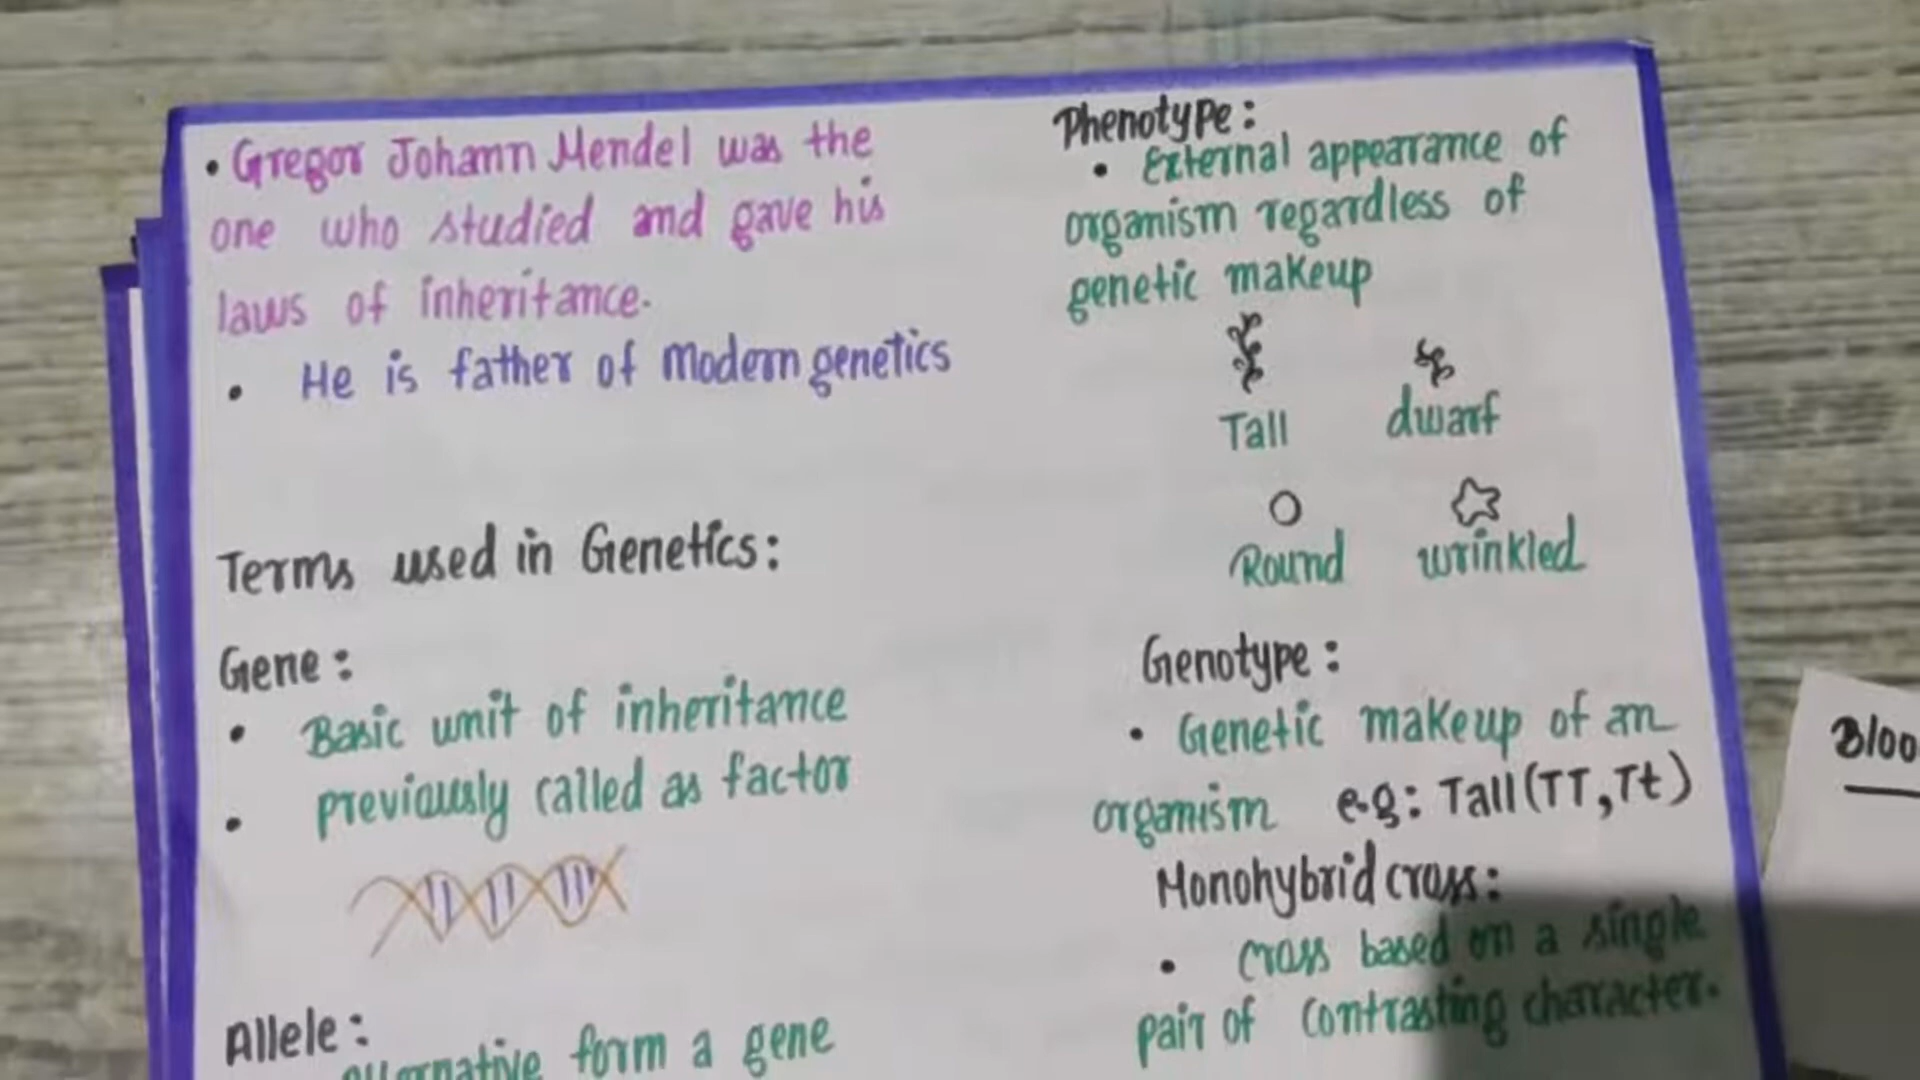 • Gregor Johann Mendel was the
one who studied and gave his
laws of inheritance.
• He is father of Modern genetics
Terms used in Genetics:
Gene:
• Basic unit of inheritance
• previously called as factor
Allele:
alternative form a gene
Phenotype:
• External appearance of
organism regardless of
genetic makeup
Tall dwarf
Round wrinkled
Genotype:
• Genetic makeup of an
organism e.g: Tall (TT,Tt)
Monohybrid cross:
• cross based on a single
pair of contrasting character.
Bloo